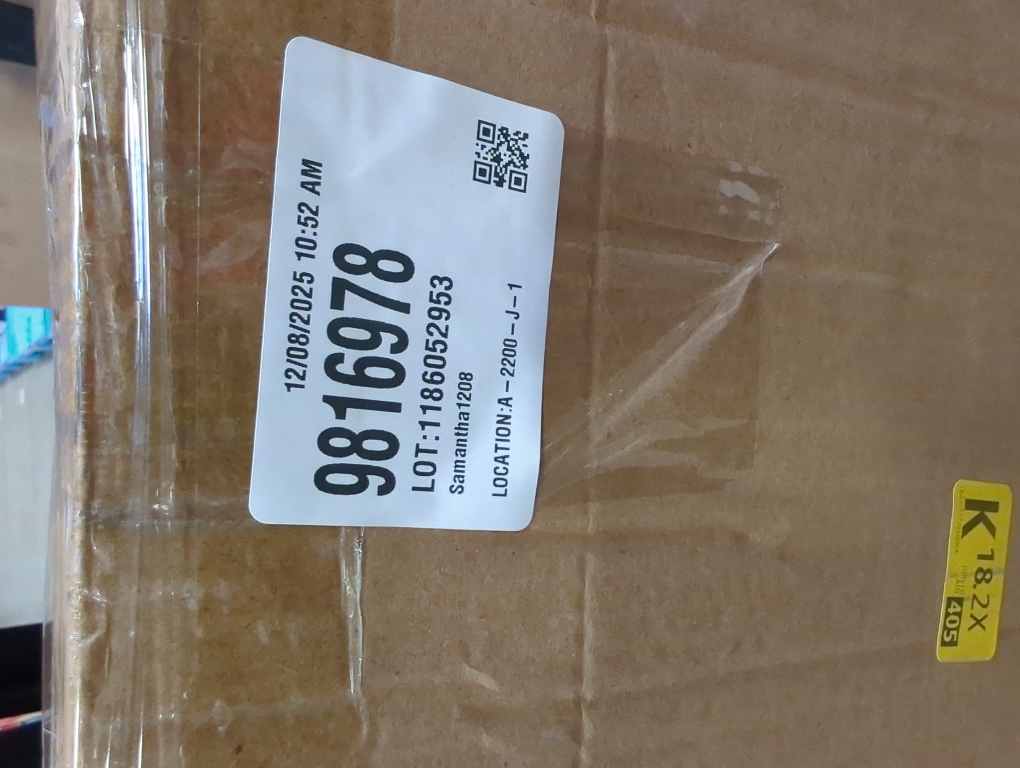 12/08/2025 10:52 AM
9816978
LOT:1186052953
Samantha1208
LOCATION:A-2200-J-1
K
18.2X
405